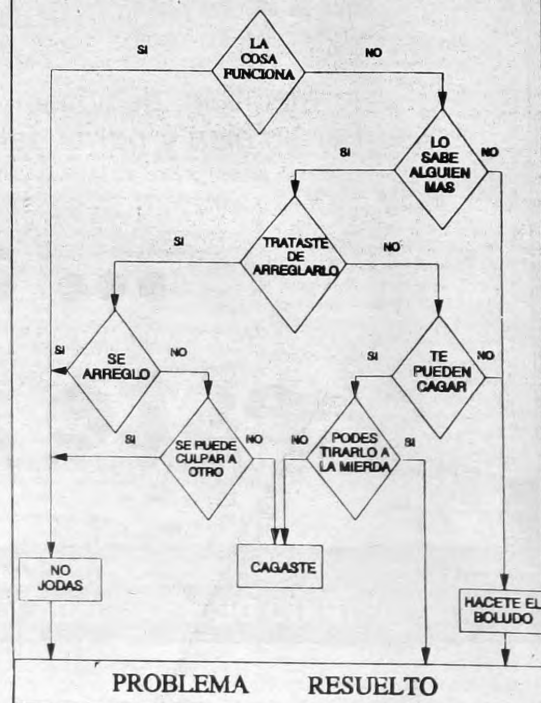 LA
COSA
FUNCIONA
SI
NO
LO
SABE
ALGUIEN
MAS
SI
NO
TRATASTE
DE
ARREGLARLO
SI
NO
SE
ARREGLO
SI
NO
TE
PUEDEN
CAGAR
SI
NO
SE PUEDE
CULPAR A
OTRO
SI
NO
PODES
TIRARLO A
LA MIERDA
NO
SI
NO
JODAS
CAGASTE
HACETE EL
BOLUDO
PROBLEMA RESUELTO